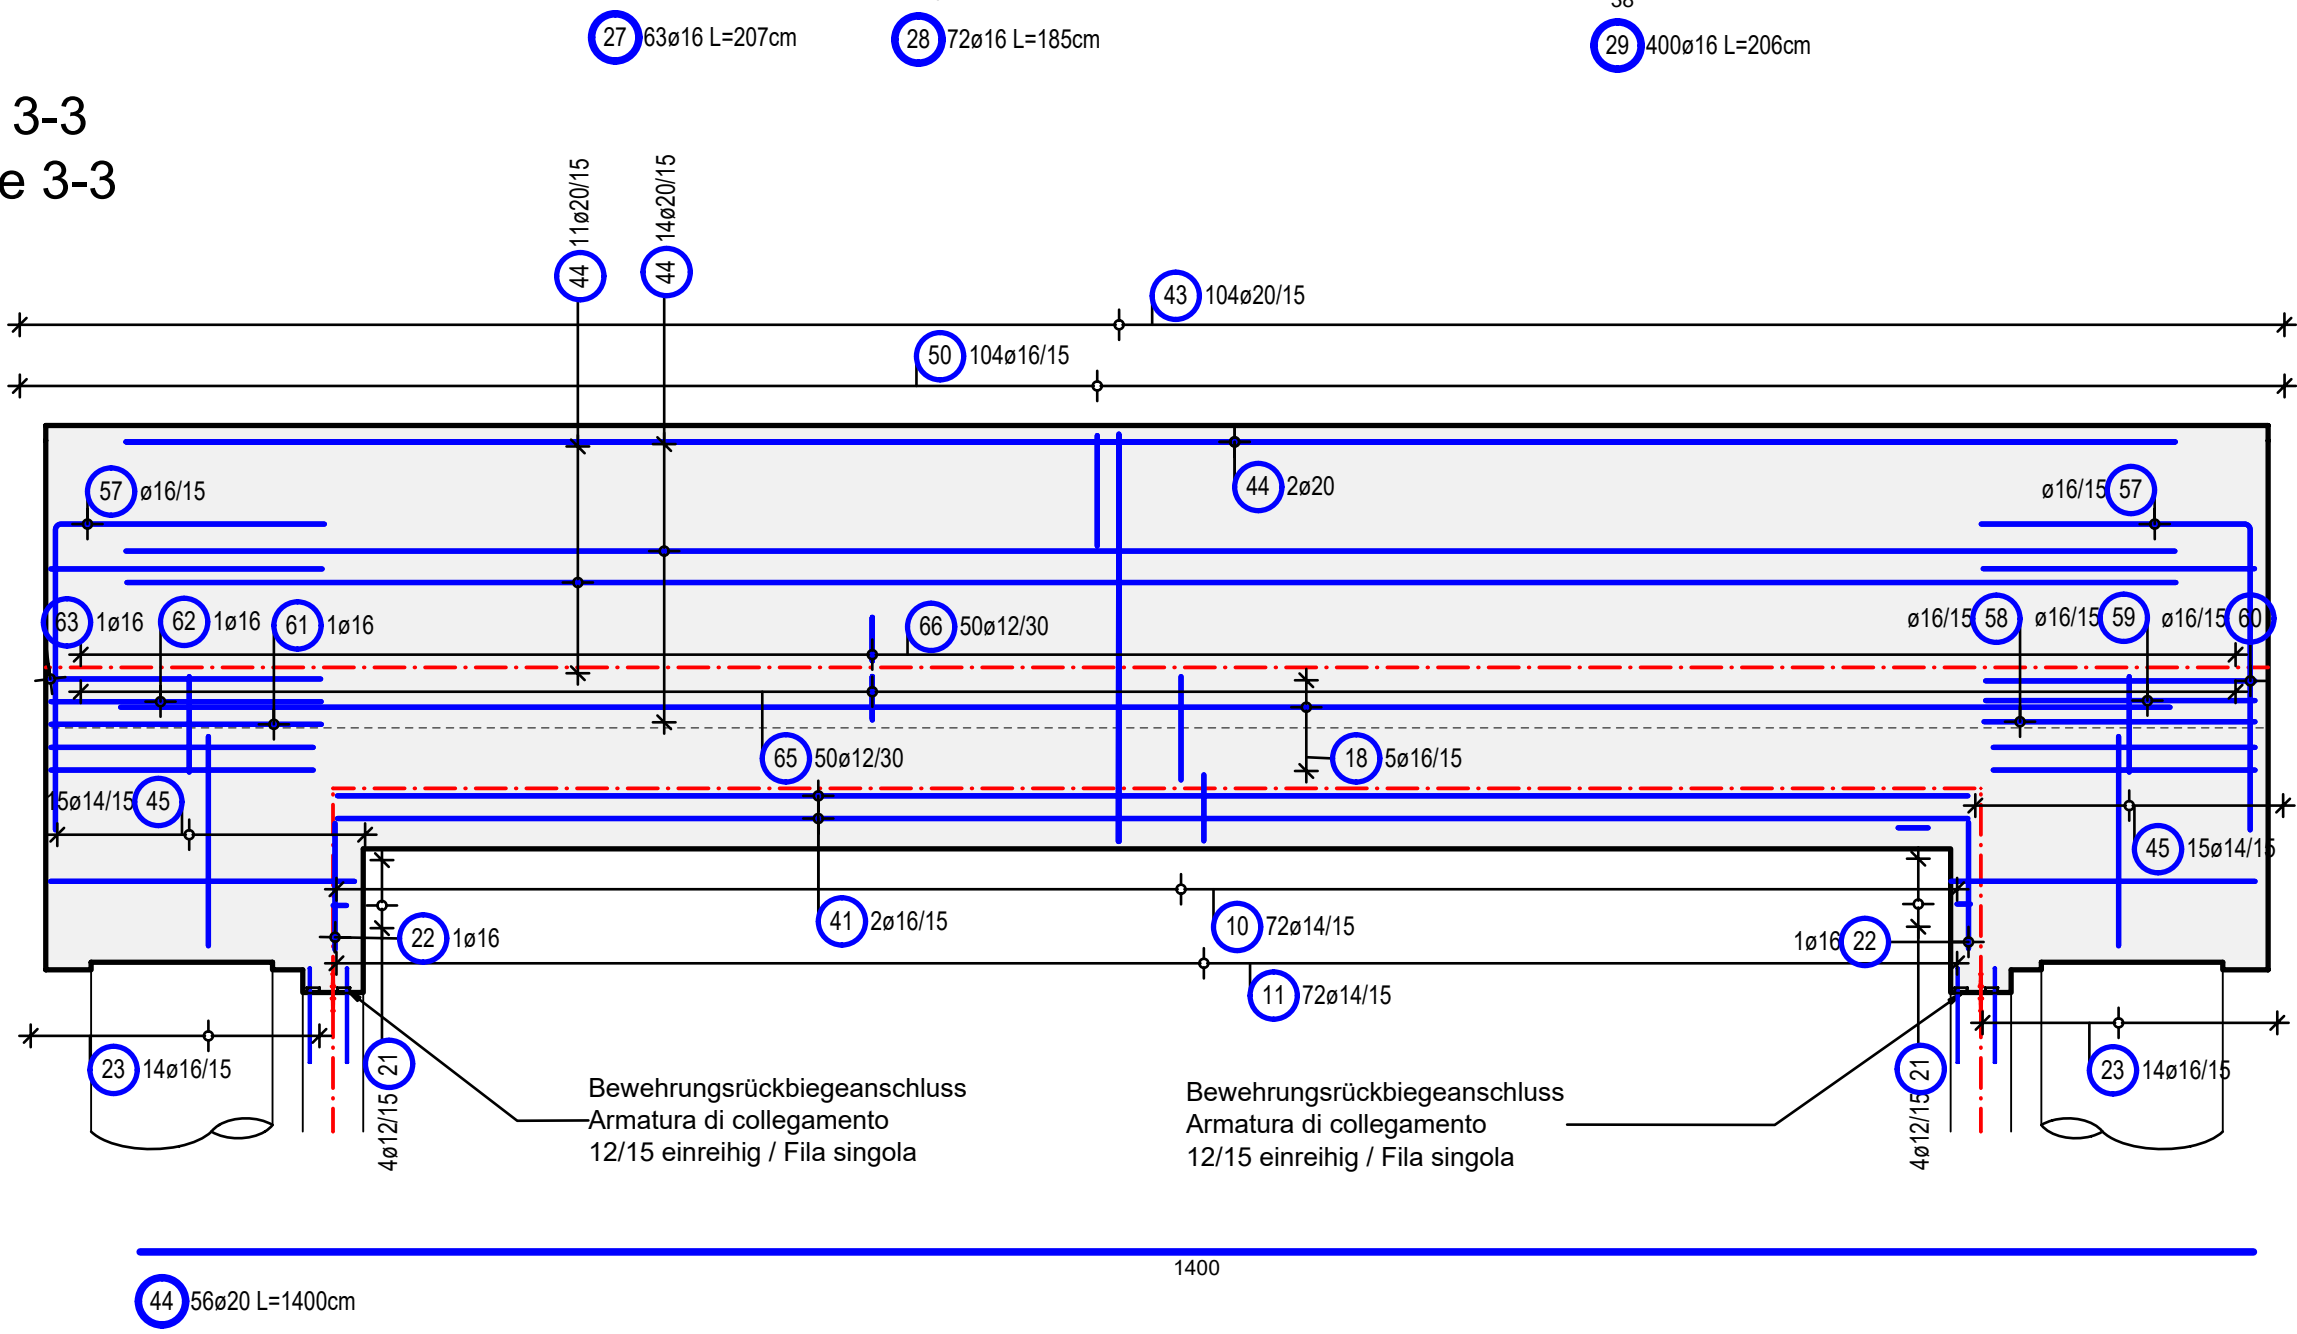 38
27 63ø16 L=207cm
28 72ø16 L=185cm
29 400ø16 L=206cm
3-3
e 3-3
11ø20/15
44
14ø20/15
44
43 104ø20/15
50 104ø16/15
57 ø16/15
44 2ø20
ø16/15 57
63 1ø16
62 1ø16
61 1ø16
66 50ø12/30
ø16/15 58
ø16/15 59
ø16/15 60
65 50ø12/30
18 5ø16/15
15ø14/15 45
45 15ø14/15
22 1ø16
41 2ø16/15
10 72ø14/15
1ø16 22
11 72ø14/15
23 14ø16/15
4ø12/15 21
4ø12/15 21
23 14ø16/15
Bewehrungsrückbiegeanschluss
Armatura di collegamento
12/15 einreihig / Fila singola
Bewehrungsrückbiegeanschluss
Armatura di collegamento
12/15 einreihig / Fila singola
1400
44 56ø20 L=1400cm